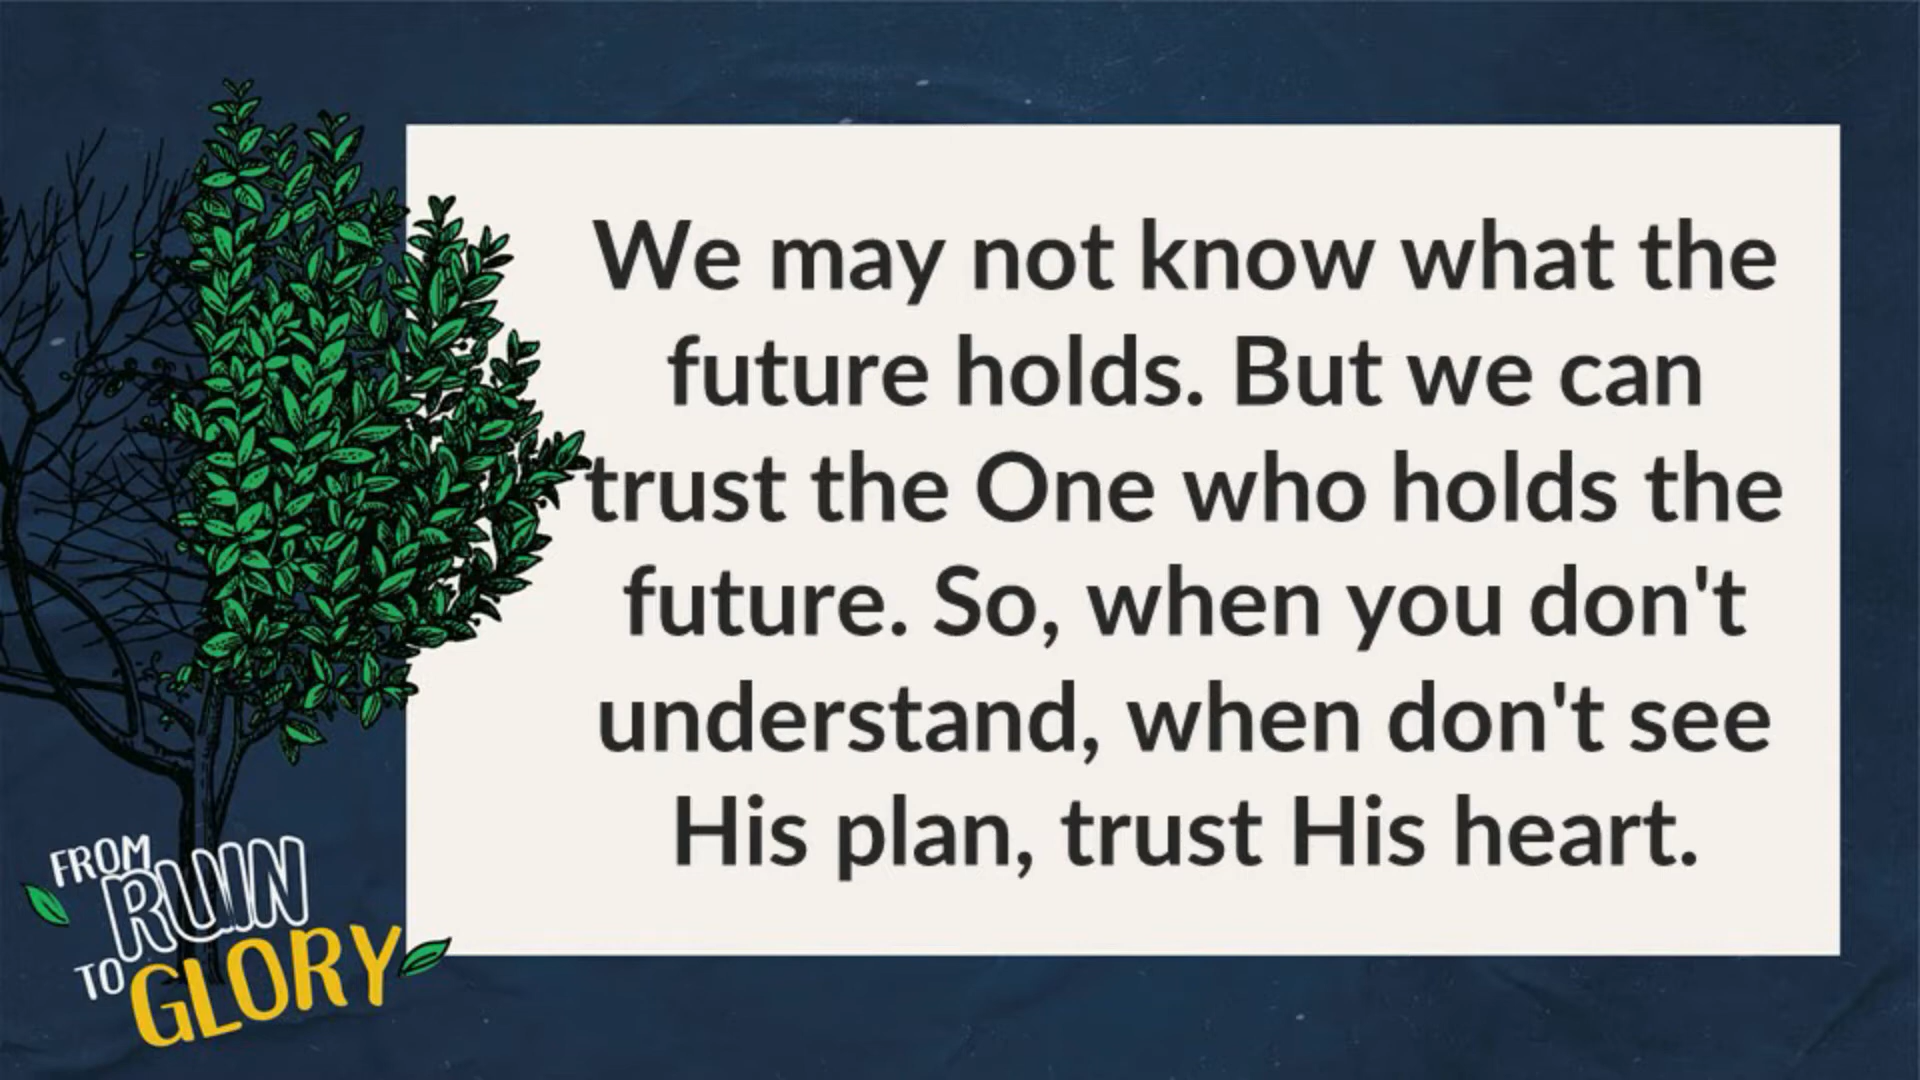 We may not know what the
future holds. But we can
trust the One who holds the
future. So, when you don't
understand, when don't see
His plan, trust His heart.
FROM
RUIN
TO
GLORY